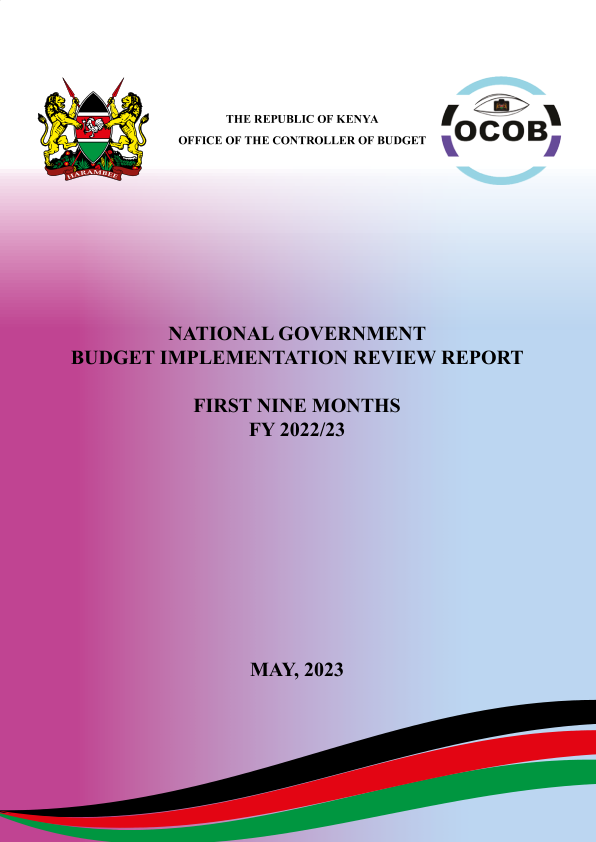 THE REPUBLIC OF KENYA
OFFICE OF THE CONTROLLER OF BUDGET
HARAMBEE
OCOB
NATIONAL GOVERNMENT
BUDGET IMPLEMENTATION REVIEW REPORT
FIRST NINE MONTHS
FY 2022/23
MAY, 2023